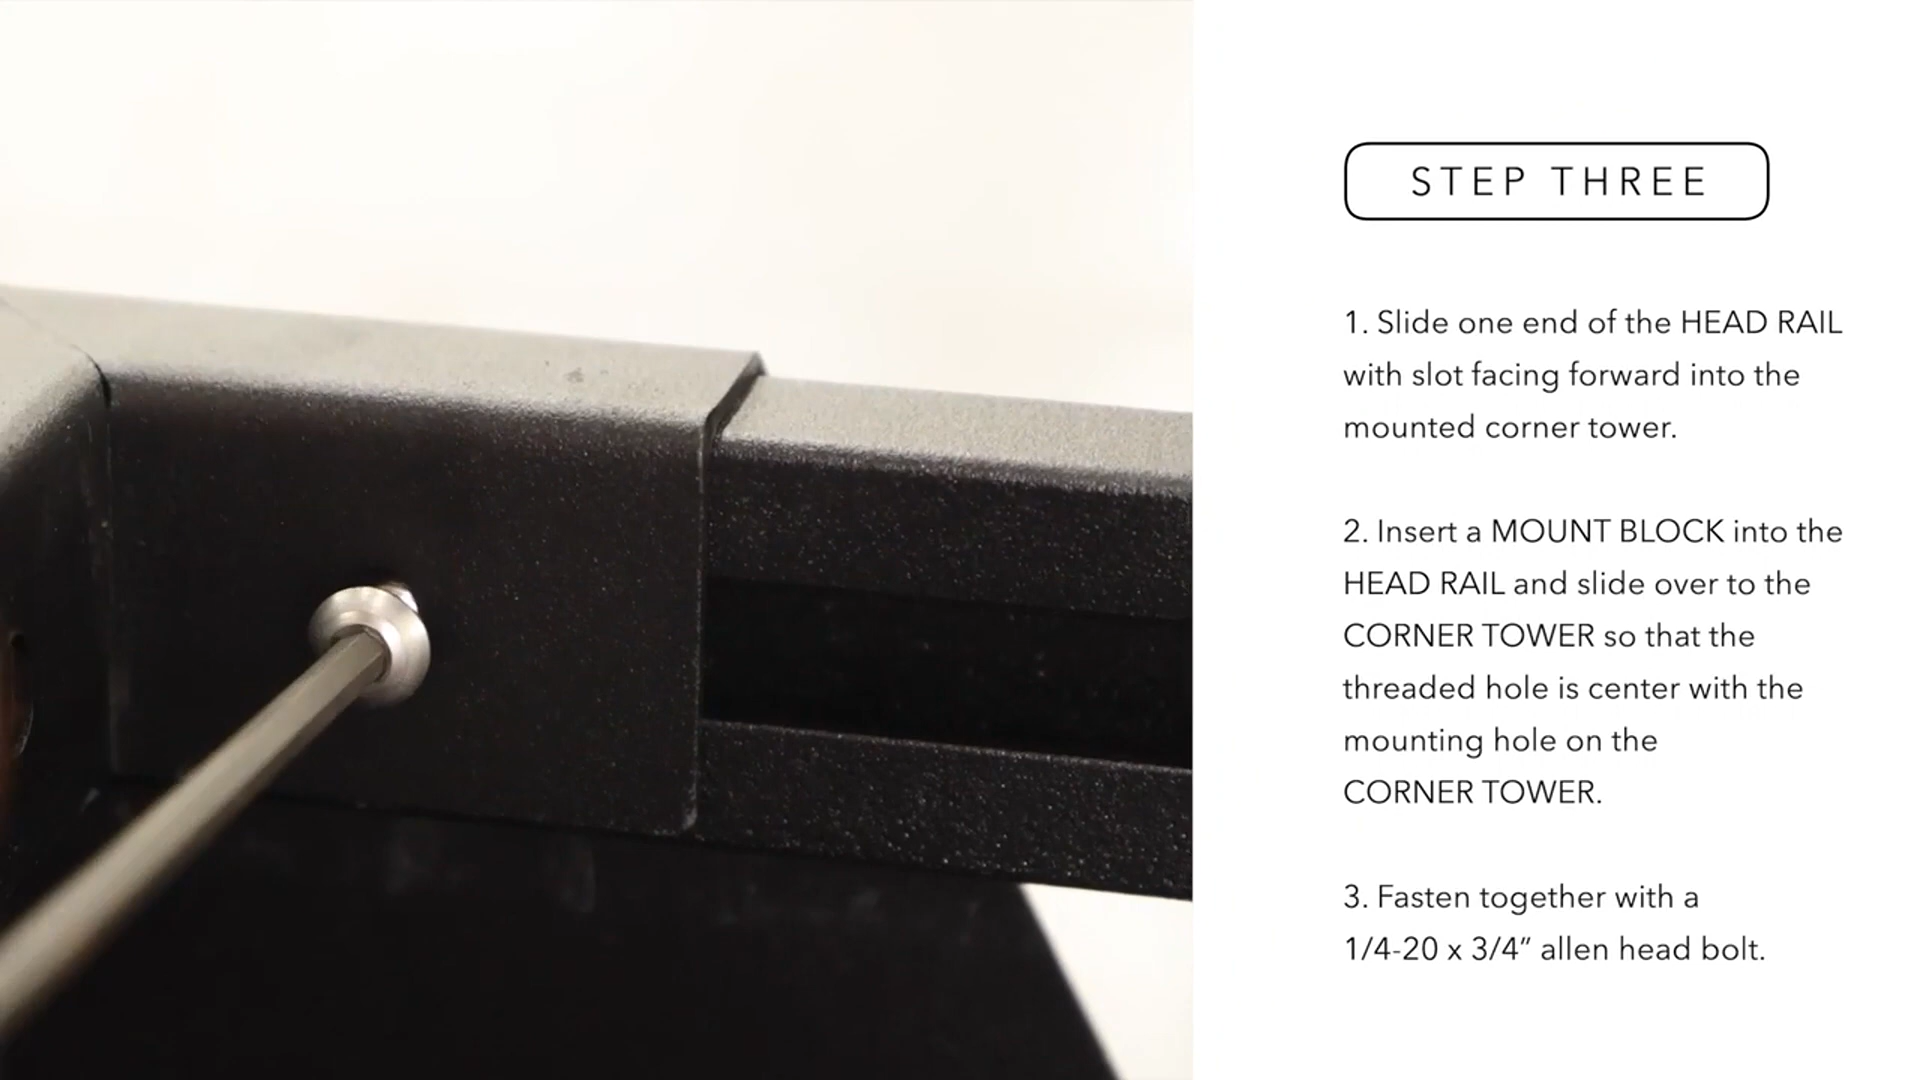 STEP THREE
1. Slide one end of the HEAD RAIL
with slot facing forward into the
mounted corner tower.
2. Insert a MOUNT BLOCK into the
HEAD RAIL and slide over to the
CORNER TOWER so that the
threaded hole is center with the
mounting hole on the
CORNER TOWER.
3. Fasten together with a
1/4-20 x 3/4” allen head bolt.